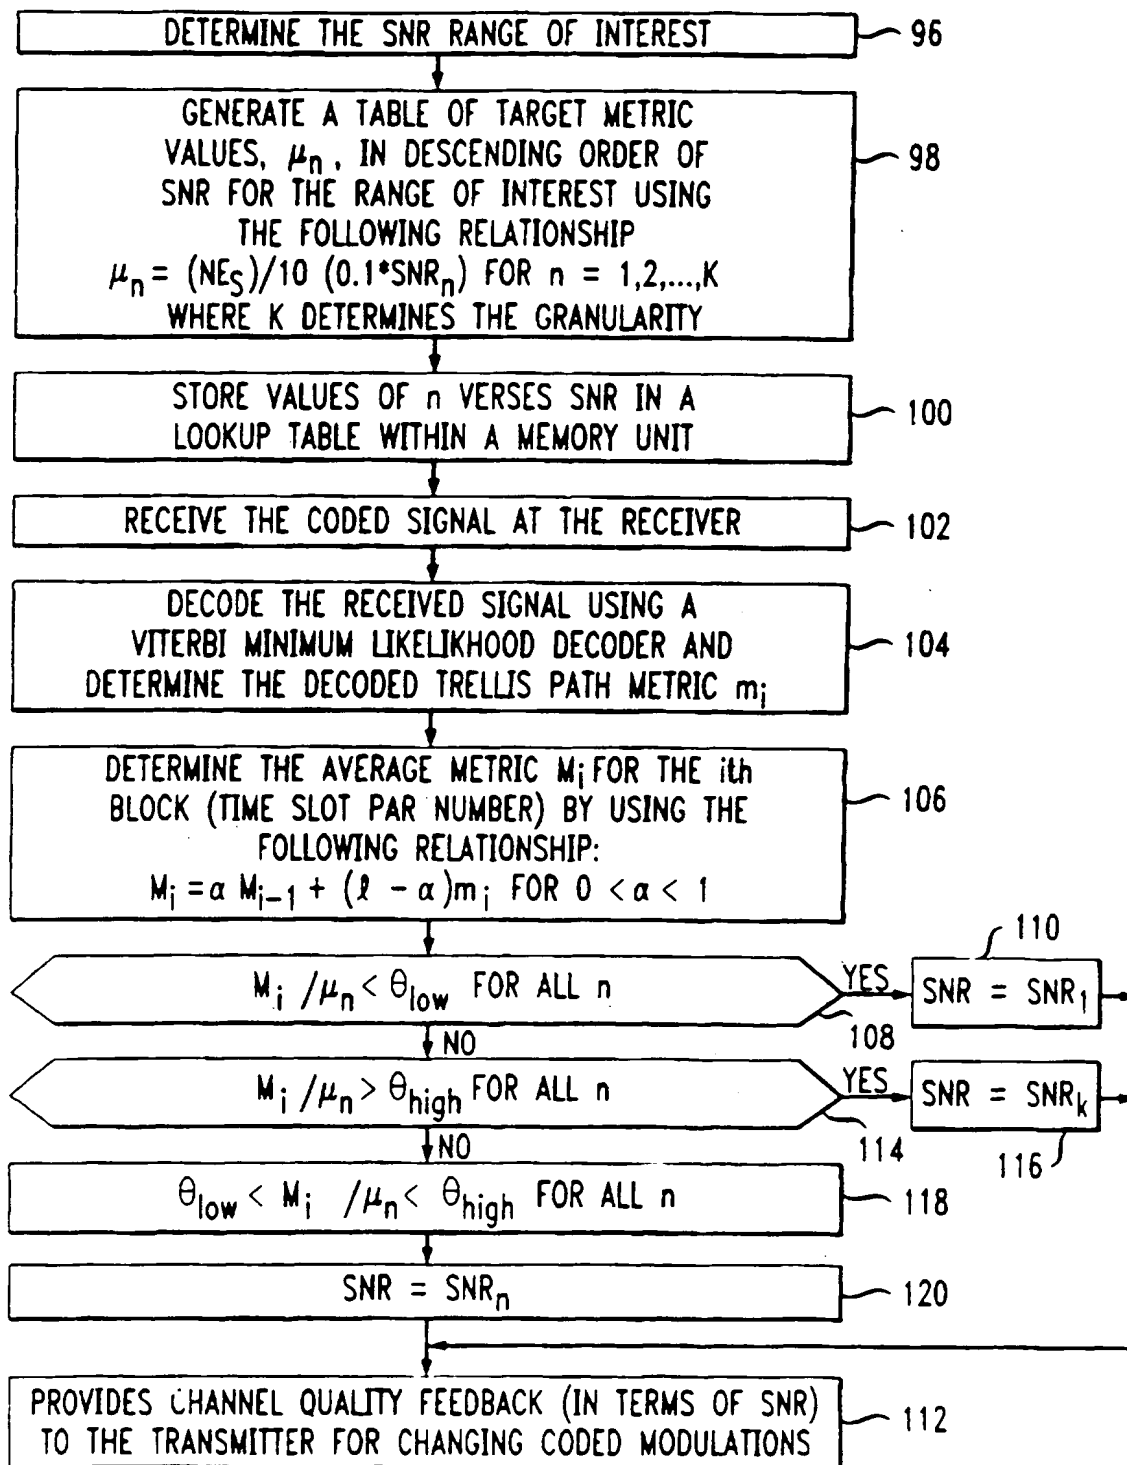 DETERMINE THE SNR RANGE OF INTEREST
96
GENERATE A TABLE OF TARGET METRIC
VALUES, μn, IN DESCENDING ORDER OF
SNR FOR THE RANGE OF INTEREST USING
THE FOLLOWING RELATIONSHIP
μn = (NES)/10 (0.1*SNRn) FOR n = 1,2,...,K
WHERE K DETERMINES THE GRANULARITY
98
STORE VALUES OF n VERSES SNR IN A
LOOKUP TABLE WITHIN A MEMORY UNIT
100
RECEIVE THE CODED SIGNAL AT THE RECEIVER
102
DECODE THE RECEIVED SIGNAL USING A
VITERBI MINIMUM LIKELIKHOOD DECODER AND
DETERMINE THE DECODED TRELLIS PATH METRIC mi
104
DETERMINE THE AVERAGE METRIC Mi FOR THE ith
BLOCK (TIME SLOT PAR NUMBER) BY USING THE
FOLLOWING RELATIONSHIP:
Mi = α Mi-1 + (ℓ - α)mi FOR 0 < α < 1
106
Mi /μn < θlow FOR ALL n
108
YES
SNR = SNR1
110
NO
Mi /μn > θhigh FOR ALL n
114
YES
SNR = SNRk
116
NO
θlow < Mi /μn < θhigh FOR ALL n
118
SNR = SNRn
120
PROVIDES CHANNEL QUALITY FEEDBACK (IN TERMS OF SNR)
TO THE TRANSMITTER FOR CHANGING CODED MODULATIONS
112